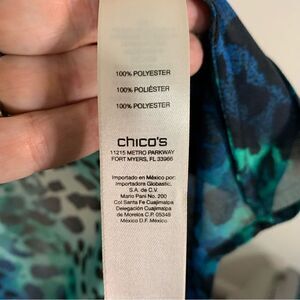 100% POLYESTER
100% POLIÉSTER
100% POLYESTER
chico's
11215 METRO PARKWAY
FORT MYERS, FL 33966
Importado en México por:
Importadora Globastic,
S.A. de C.V.
Mario Pani No. 200
Col Santa Fe Cuajimalpa
Delegación Cuajimalpa
de Morelos C.P. 05348
México D.F. México.